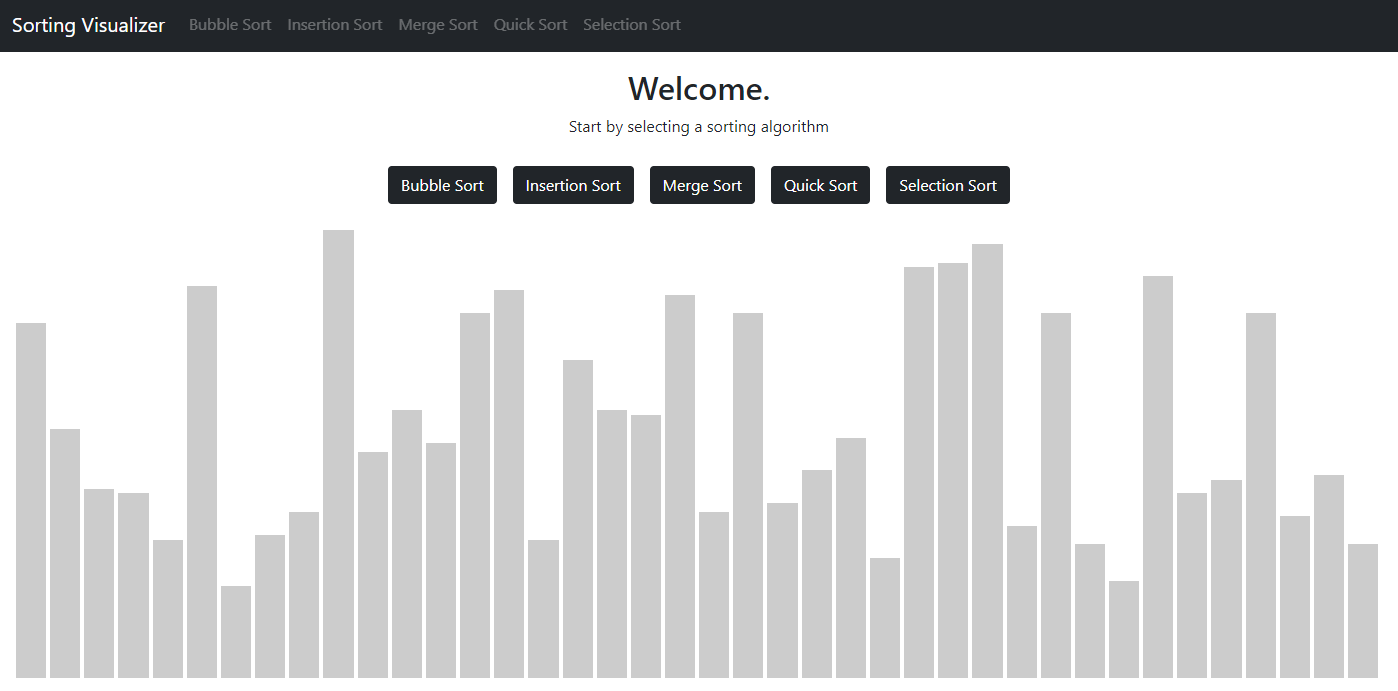 Sorting Visualizer Bubble Sort Insertion Sort Merge Sort Quick Sort Selection Sort
Welcome.
Start by selecting a sorting algorithm
Bubble Sort Insertion Sort Merge Sort Quick Sort Selection Sort